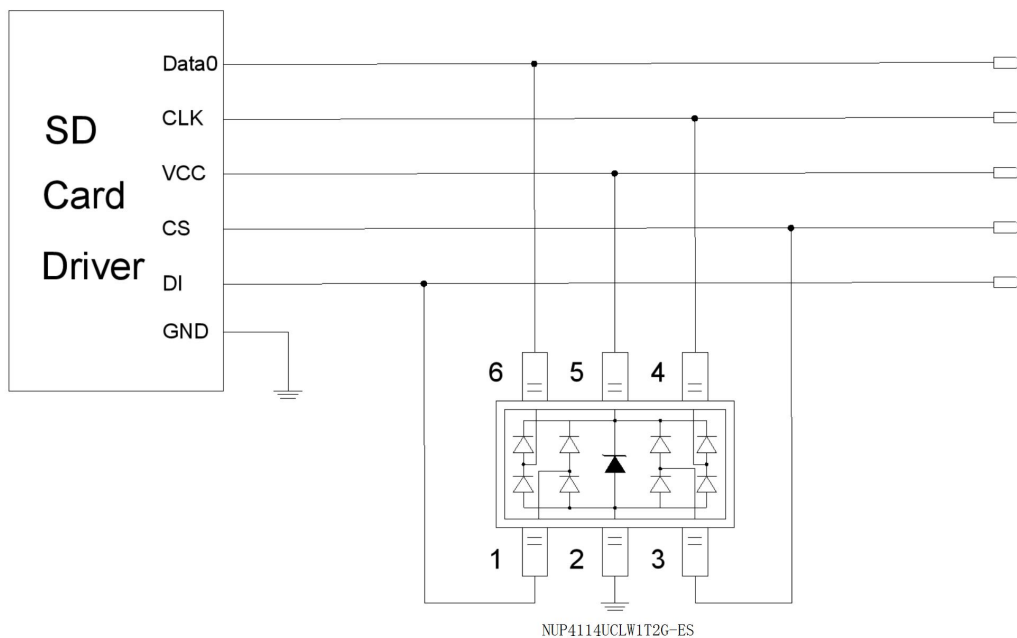 Data0
CLK
SD
VCC
Card
CS
Driver
DI
GND
6 5 4
1 2 3
NUP4114UCLW1T2G-ES